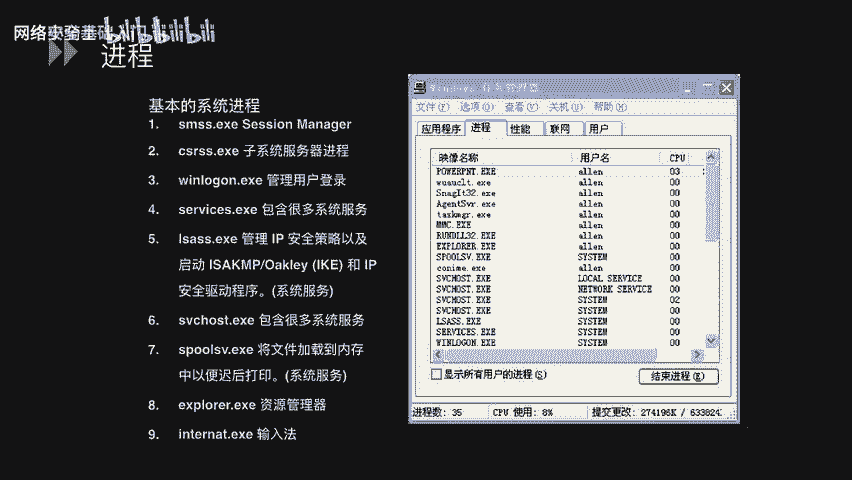 网络安全基础入门
bilibili
进程
基本的系统进程
1. smss.exe Session Manager
2. csrss.exe 子系统服务器进程
3. winlogon.exe 管理用户登录
4. services.exe 包含很多系统服务
5. lsass.exe 管理 IP 安全策略以及
启动 ISAKMP/Oakley (IKE) 和 IP
安全驱动程序。(系统服务)
6. svchost.exe 包含很多系统服务
7. spoolsv.exe 将文件加载到内存
中以便迟后打印。(系统服务)
8. explorer.exe 资源管理器
9. internat.exe 输入法
Windows 任务管理器
文件(F) 选项(O) 查看(V) 关机(U) 帮助(H)
应用程序 进程 性能 联网 用户
映像名称 用户名 CPU
POWERPNT.EXE allen 03
wuauclt.exe allen 00
SnagIt32.exe allen 00
AgentSvr.exe allen 00
taskmgr.exe allen 00
MMC.EXE allen 00
RUNDLL32.EXE allen 00
EXPLORER.EXE allen 00
SPOOLSV.EXE SYSTEM 00
conime.exe allen 00
SVCHOST.EXE LOCAL SERVICE 00
SVCHOST.EXE NETWORK SERVICE 00
SVCHOST.EXE SYSTEM 02
SVCHOST.EXE SYSTEM 00
LSASS.EXE SYSTEM 00
SERVICES.EXE SYSTEM 00
WINLOGON.EXE SYSTEM 00
显示所有用户的进程(S)
结束进程(E)
进程数: 35 CPU 使用: 8% 提交更改: 274196K / 633824